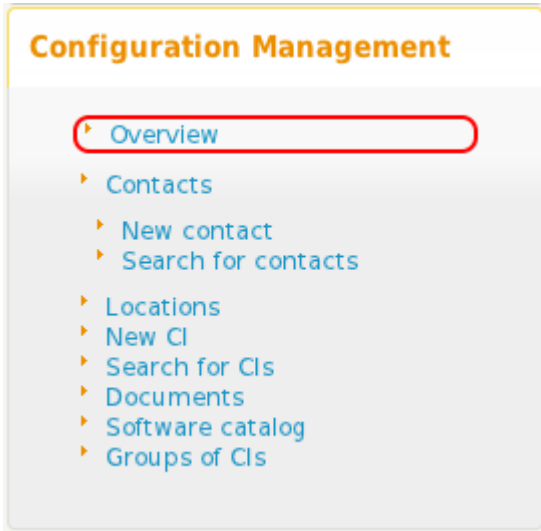 Configuration Management
Overview
Contacts
New contact
Search for contacts
Locations
New CI
Search for CIs
Documents
Software catalog
Groups of CIs